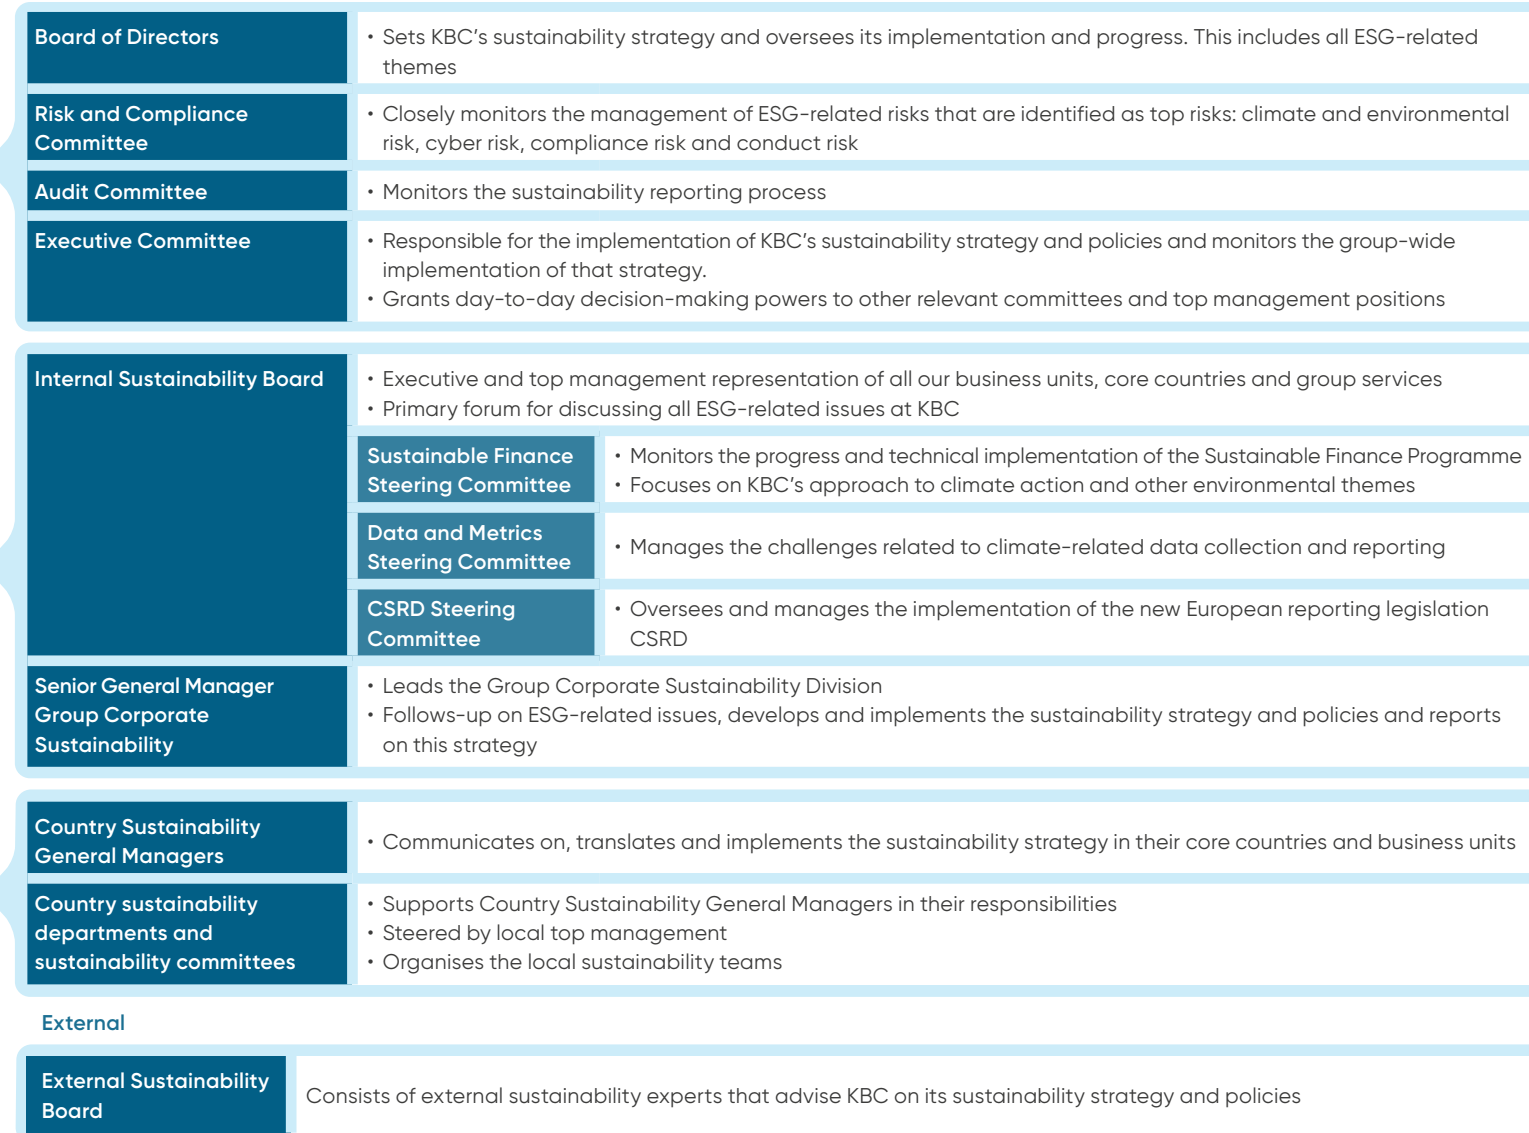 Board of Directors
• Sets KBC's sustainability strategy and oversees its implementation and progress. This includes all ESG-related
themes
Risk and Compliance
Committee
• Closely monitors the management of ESG-related risks that are identified as top risks: climate and environmental
risk, cyber risk, compliance risk and conduct risk
Audit Committee
• Monitors the sustainability reporting process
Executive Committee
• Responsible for the implementation of KBC's sustainability strategy and policies and monitors the group-wide
implementation of that strategy.
• Grants day-to-day decision-making powers to other relevant committees and top management positions
Internal Sustainability Board
• Executive and top management representation of all our business units, core countries and group services
• Primary forum for discussing all ESG-related issues at KBC
Sustainable Finance
Steering Committee
• Monitors the progress and technical implementation of the Sustainable Finance Programme
• Focuses on KBC's approach to climate action and other environmental themes
Data and Metrics
Steering Committee
• Manages the challenges related to climate-related data collection and reporting
CSRD Steering
Committee
• Oversees and manages the implementation of the new European reporting legislation
CSRD
Senior General Manager
Group Corporate
Sustainability
• Leads the Group Corporate Sustainability Division
• Follows-up on ESG-related issues, develops and implements the sustainability strategy and policies and reports
on this strategy
Country Sustainability
General Managers
• Communicates on, translates and implements the sustainability strategy in their core countries and business units
Country sustainability
departments and
sustainability committees
• Supports Country Sustainability General Managers in their responsibilities
• Steered by local top management
• Organises the local sustainability teams
External
External Sustainability
Board
Consists of external sustainability experts that advise KBC on its sustainability strategy and policies